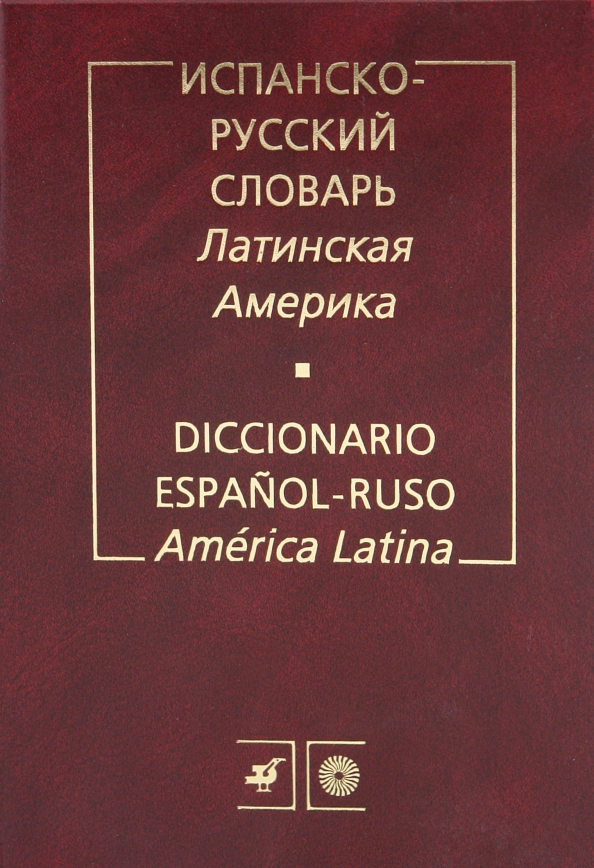 ИСПАНСКО-
РУССКИЙ
СЛОВАРЬ
Латинская
Америка
DICCIONARIO
ESPAÑOL-RUSO
América Latina